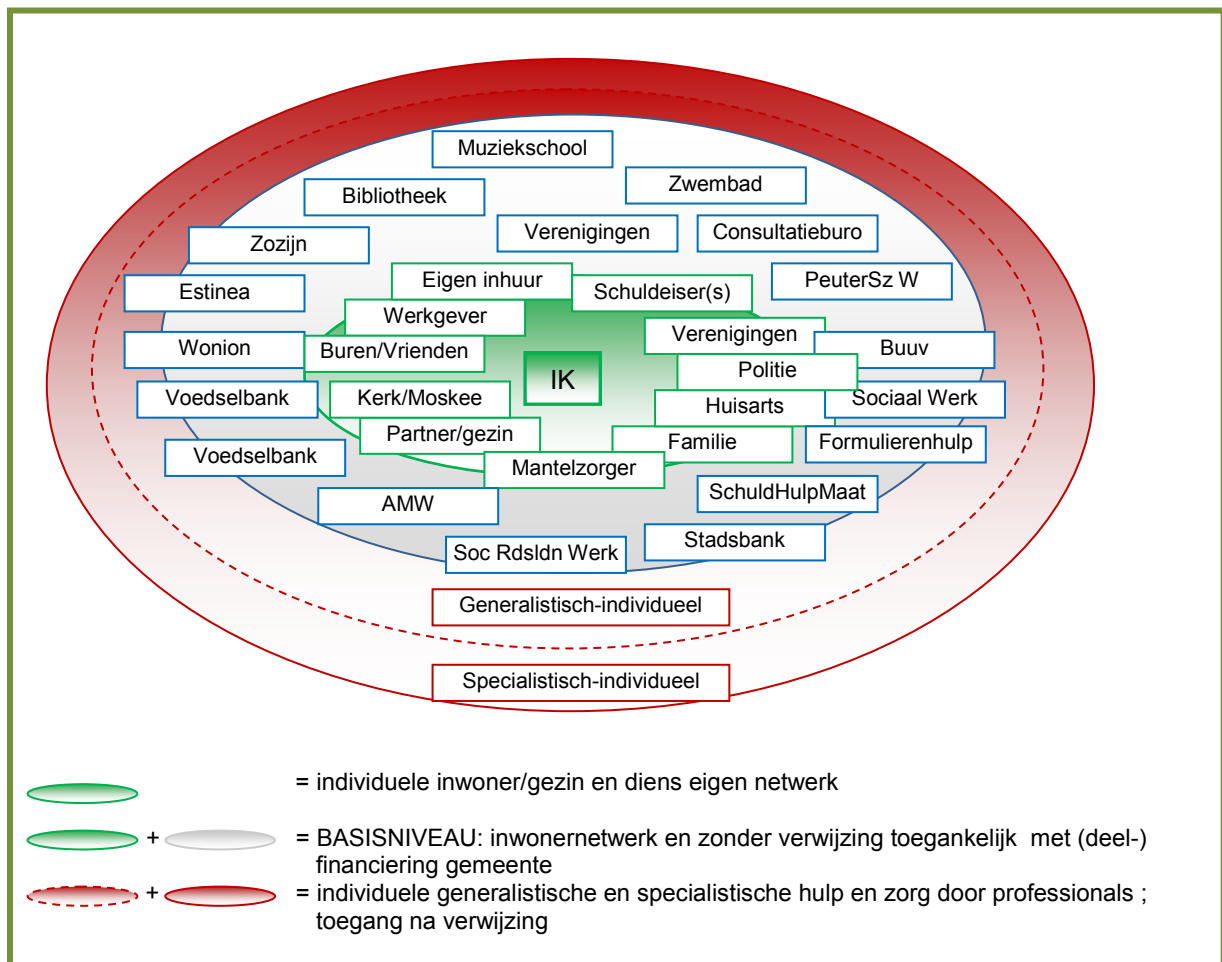 Muziekschool
Zwembad
Bibliotheek
Verenigingen
Consultatieburo
Zozijn
Eigen inhuur
Schuldeiser(s)
PeuterSz W
Estinea
Werkgever
Verenigingen
Wonion
Buren/Vrienden
Buuv
IK
Politie
Voedselbank
Kerk/Moskee
Huisarts
Sociaal Werk
Partner/gezin
Familie
Formulierenhulp
Voedselbank
Mantelzorger
AMW
SchuldHulpMaat
Soc Rdsldn Werk
Stadsbank
Generalistisch-individueel
Specialistisch-individueel
= individuele inwoner/gezin en diens eigen netwerk
+ = BASISNIVEAU: inwonernetwerk en zonder verwijzing toegankelijk met (deel-)
financiering gemeente
+ = individuele generalistische en specialistische hulp en zorg door professionals ;
toegang na verwijzing